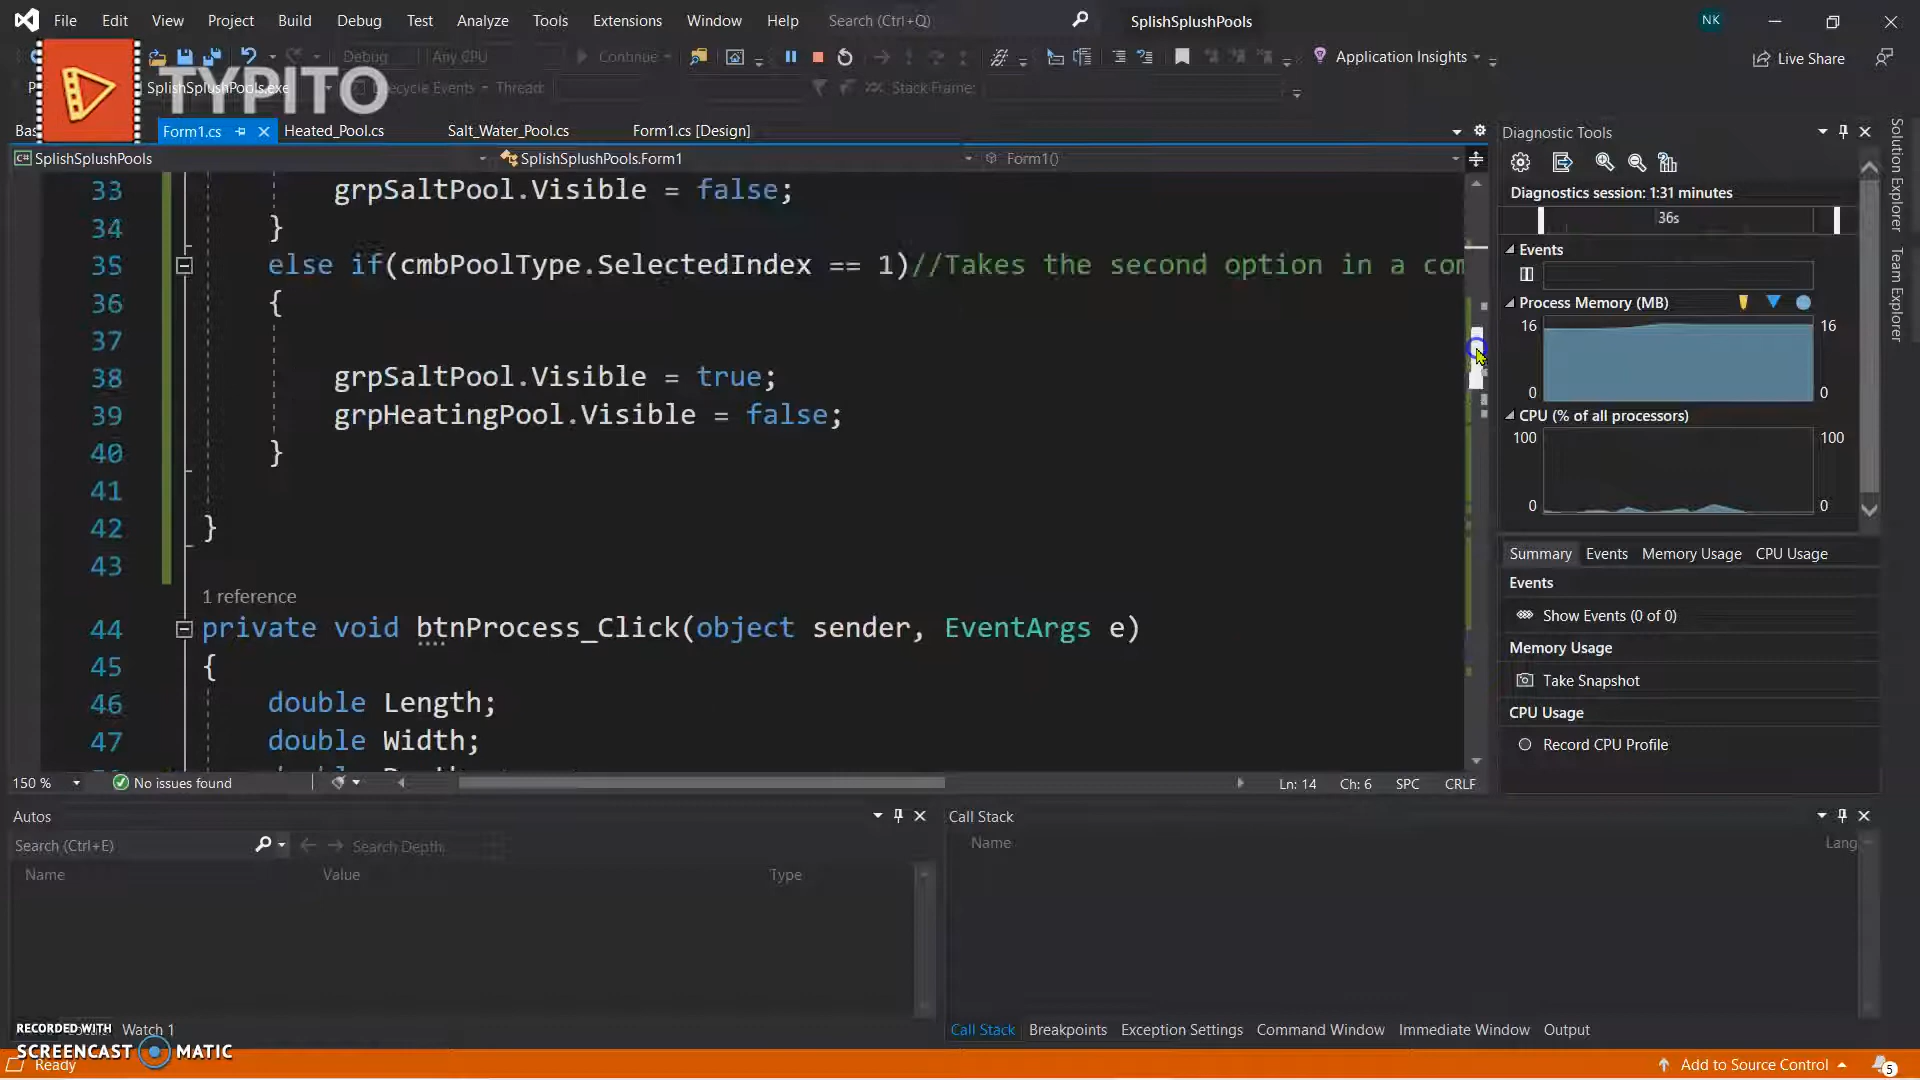 File Edit View Project Build Debug Test Analyze Tools Extensions Window Help Search (Ctrl+Q) SplishSplushPools NK
Debug Any CPU Continue Application Insights Live Share
TYPITO
SplishSplushPools.exe Lifecycle Events Thread: Stack Frame:
Form1.cs Heated_Pool.cs Salt_Water_Pool.cs Form1.cs [Design]
SplishSplushPools SplishSplushPools.Form1 Form1()
33 grpSaltPool.Visible = false;
34 }
35 else if(cmbPoolType.SelectedIndex == 1)//Takes the second option in a com
36 {
37
38 grpSaltPool.Visible = true;
39 grpHeatingPool.Visible = false;
40 }
41
42 }
43
1 reference
44 private void btnProcess_Click(object sender, EventArgs e)
45 {
46 double Length;
47 double Width;
150 % No issues found Ln: 14 Ch: 6 SPC CRLF
Diagnostic Tools
Diagnostics session: 1:31 minutes
36s
Events
Process Memory (MB)
16 16
0 0
CPU (% of all processors)
100 100
0 0
Summary Events Memory Usage CPU Usage
Events
Show Events (0 of 0)
Memory Usage
Take Snapshot
CPU Usage
Record CPU Profile
Solution Explorer
Team Explorer
Autos
Search (Ctrl+E) Search Depth:
Name Value Type
Call Stack
Name Lang
RECORDED WITH Watch 1
SCREENCAST MATIC
Call Stack Breakpoints Exception Settings Command Window Immediate Window Output
Ready Add to Source Control 5